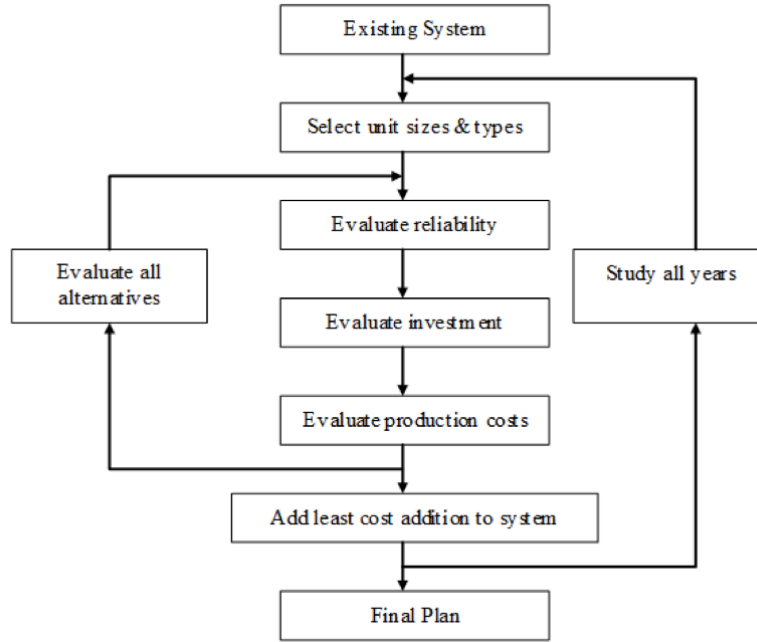 Existing System
Select unit sizes & types
Evaluate reliability
Evaluate all
alternatives
Study all years
Evaluate investment
Evaluate production costs
Add least cost addition to system
Final Plan